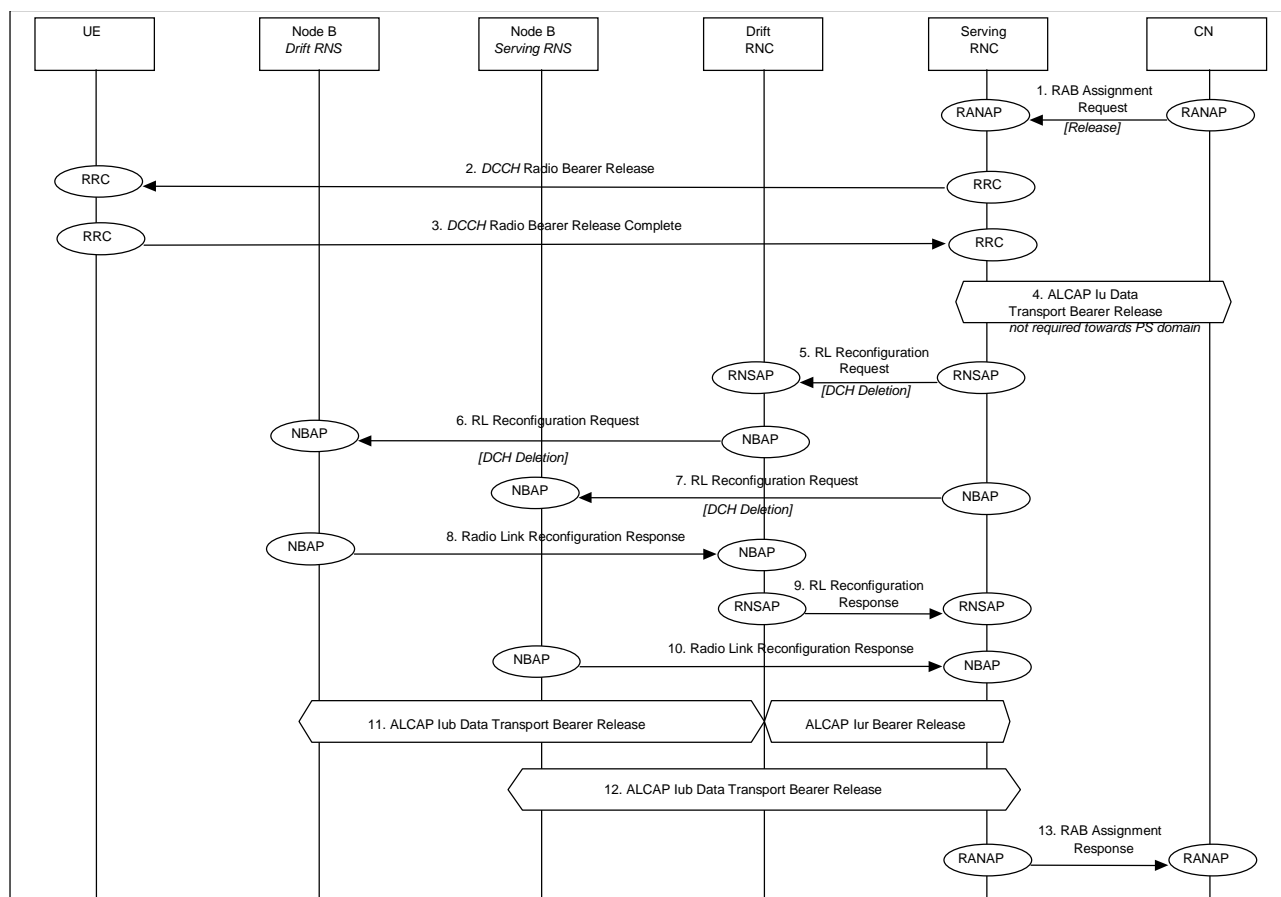 UE
Node B
Drift RNS
Node B
Serving RNS
Drift
RNC
Serving
RNC
CN
1. RAB Assignment
Request
[Release]
RANAP
RANAP
2. DCCH Radio Bearer Release
RRC
RRC
3. DCCH Radio Bearer Release Complete
RRC
RRC
4. ALCAP Iu Data
Transport Bearer Release
not required towards PS domain
5. RL Reconfiguration
Request
[DCH Deletion]
RNSAP
RNSAP
6. RL Reconfiguration Request
[DCH Deletion]
NBAP
NBAP
7. RL Reconfiguration Request
[DCH Deletion]
NBAP
NBAP
8. Radio Link Reconfiguration Response
NBAP
NBAP
9. RL Reconfiguration
Response
RNSAP
RNSAP
10. Radio Link Reconfiguration Response
NBAP
NBAP
11. ALCAP Iub Data Transport Bearer Release
ALCAP Iur Bearer Release
12. ALCAP Iub Data Transport Bearer Release
13. RAB Assignment
Response
RANAP
RANAP